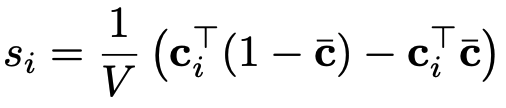 $s_i = \frac{1}{V} \left( \mathbf{c}_i^\top (1 - \bar{\mathbf{c}}) - \mathbf{c}_i^\top \bar{\mathbf{c}} \right)$